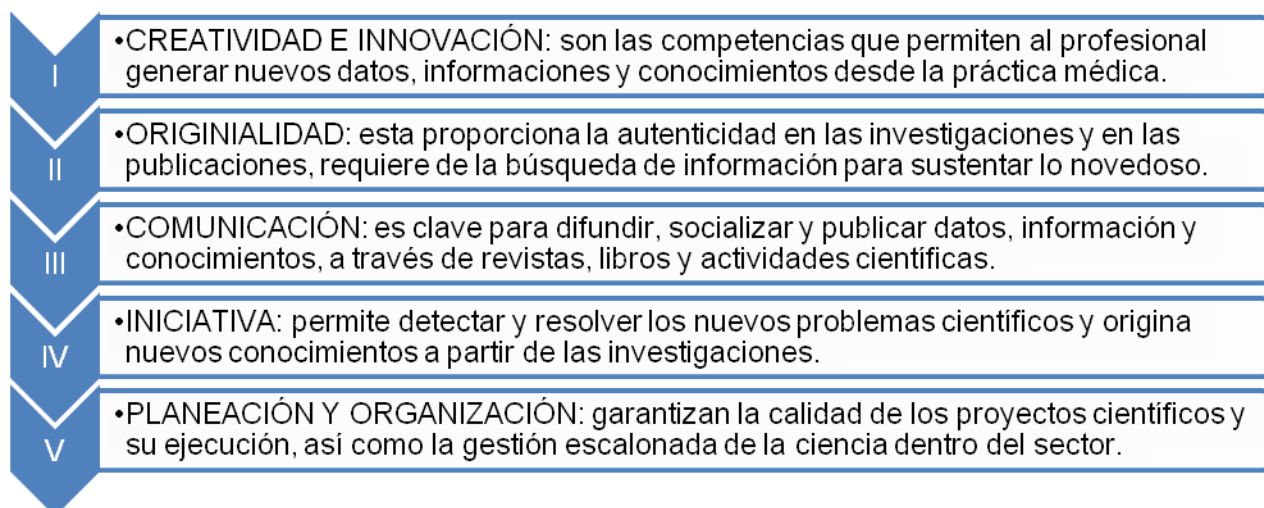 I
•CREATIVIDAD E INNOVACIÓN: son las competencias que permiten al profesional
generar nuevos datos, informaciones y conocimientos desde la práctica médica.
II
•ORIGINIALIDAD: esta proporciona la autenticidad en las investigaciones y en las
publicaciones, requiere de la búsqueda de información para sustentar lo novedoso.
III
•COMUNICACIÓN: es clave para difundir, socializar y publicar datos, información y
conocimientos, a través de revistas, libros y actividades científicas.
IV
•INICIATIVA: permite detectar y resolver los nuevos problemas científicos y origina
nuevos conocimientos a partir de las investigaciones.
V
•PLANEACIÓN Y ORGANIZACIÓN: garantizan la calidad de los proyectos científicos y
su ejecución, así como la gestión escalonada de la ciencia dentro del sector.